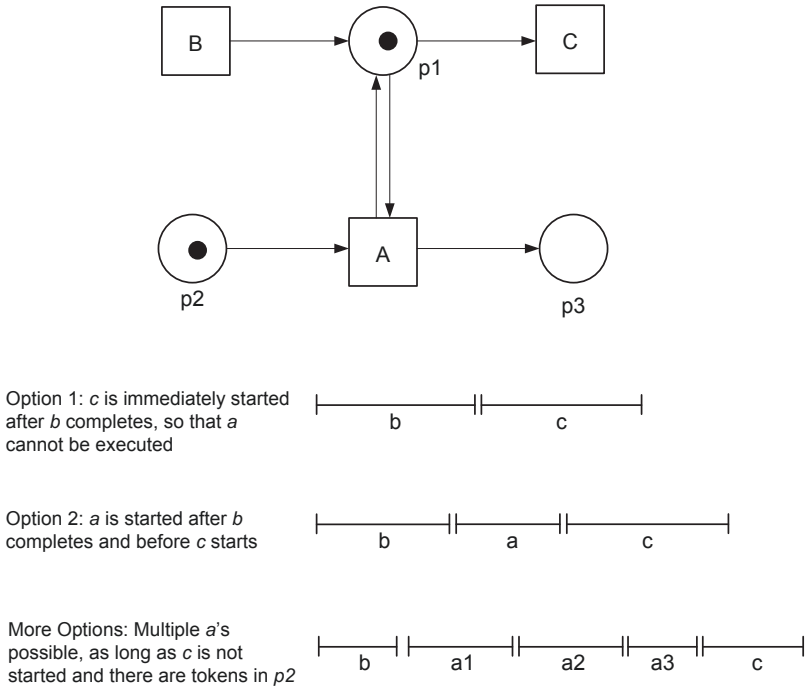 B
C
p1
A
p2
p3
Option 1: c is immediately started
after b completes, so that a
cannot be executed
b
c
Option 2: a is started after b
completes and before c starts
b
a
c
More Options: Multiple a's
possible, as long as c is not
started and there are tokens in p2
b
a1
a2
a3
c